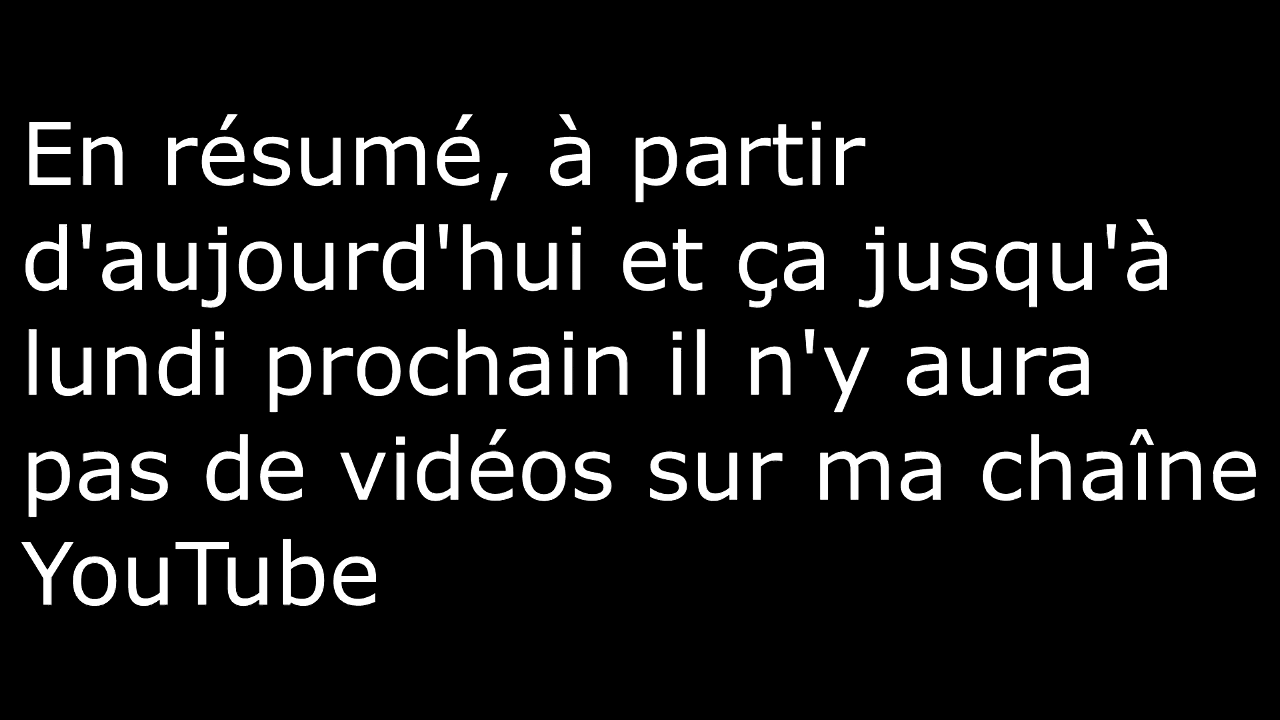 En résumé, à partir
d'aujourd'hui et ça jusqu'à
lundi prochain il n'y aura
pas de vidéos sur ma chaîne
YouTube